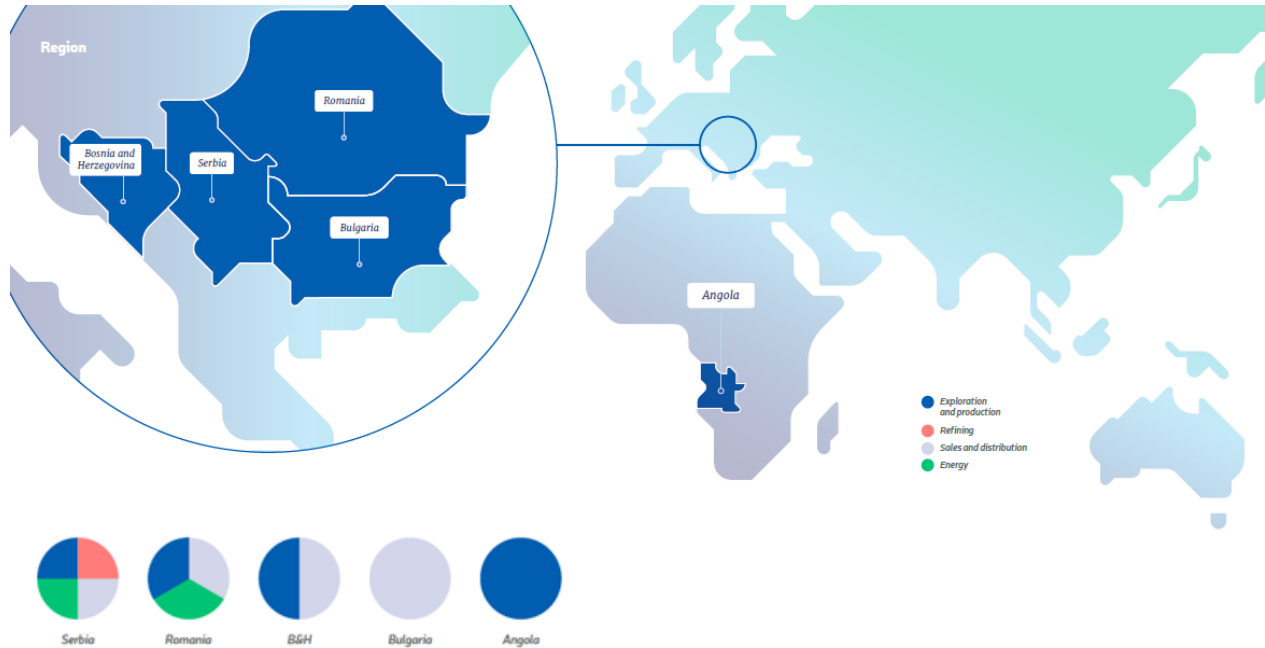 Region
Romania
Bosnia and
Herzegovina
Serbia
Bulgaria
Angola
Exploration
and production
Refining
Sales and distribution
Energy
Serbia
Romania
B&H
Bulgaria
Angola